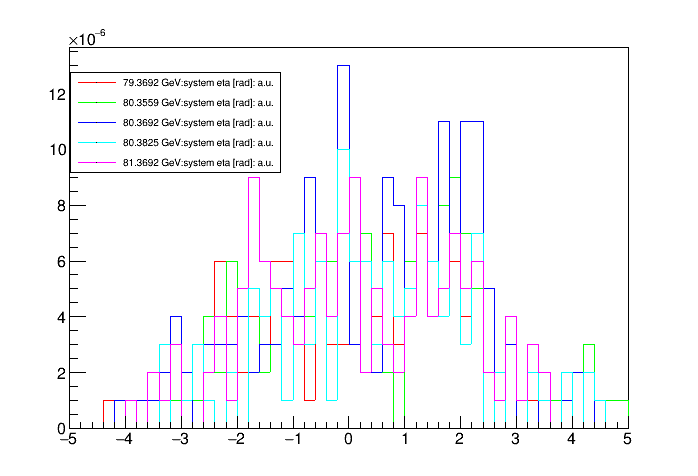 ×10⁻⁶
12
10
8
6
4
2
0
79.3692 GeV:system eta [rad]: a.u.
80.3559 GeV:system eta [rad]: a.u.
80.3692 GeV:system eta [rad]: a.u.
80.3825 GeV:system eta [rad]: a.u.
81.3692 GeV:system eta [rad]: a.u.
−5 −4 −3 −2 −1 0 1 2 3 4 5